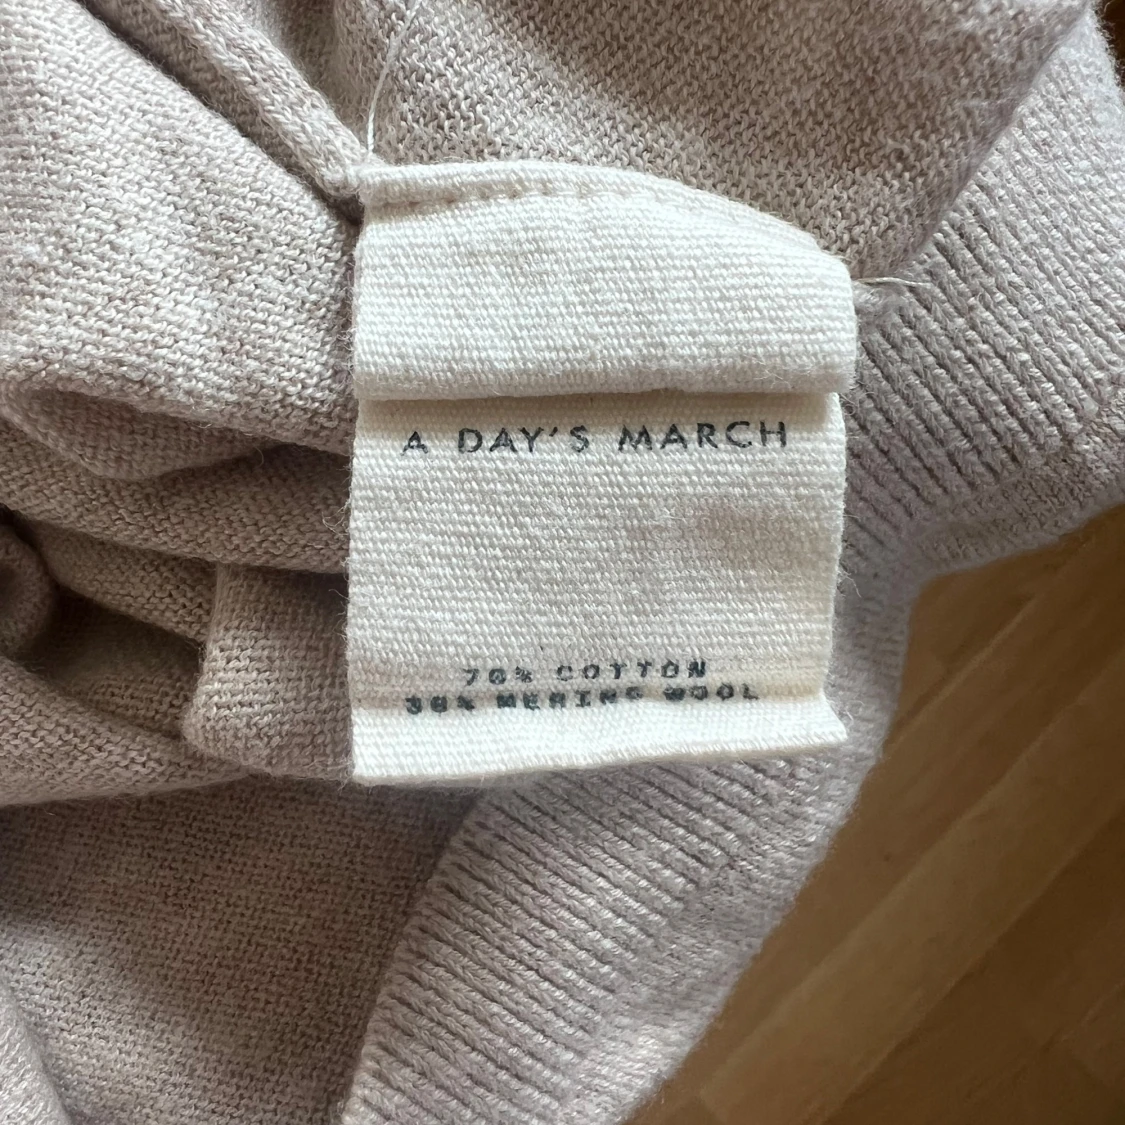 A DAY'S MARCH
70% COTTON
30% MERINO WOOL